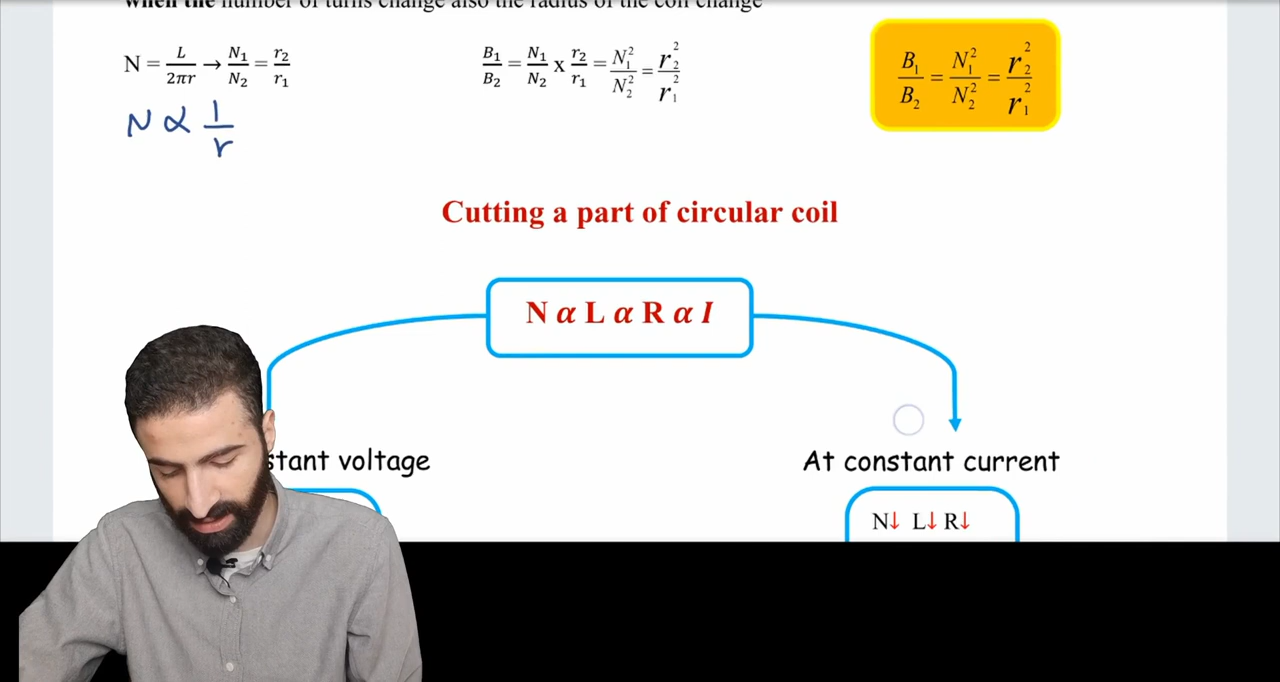 when the number of turns change also the radius of the coil change
N = L/2πr → N₁/N₂ = r₂/r₁
B₁/B₂ = N₁/N₂ x r₂/r₁ = N₁²/N₂² = r₂²/r₁²
B₁/B₂ = N₁²/N₂² = r₂²/r₁²
N ∝ 1/r
Cutting a part of circular coil
N α L α R α I
stant voltage
At constant current
N↓ L↓ R↓